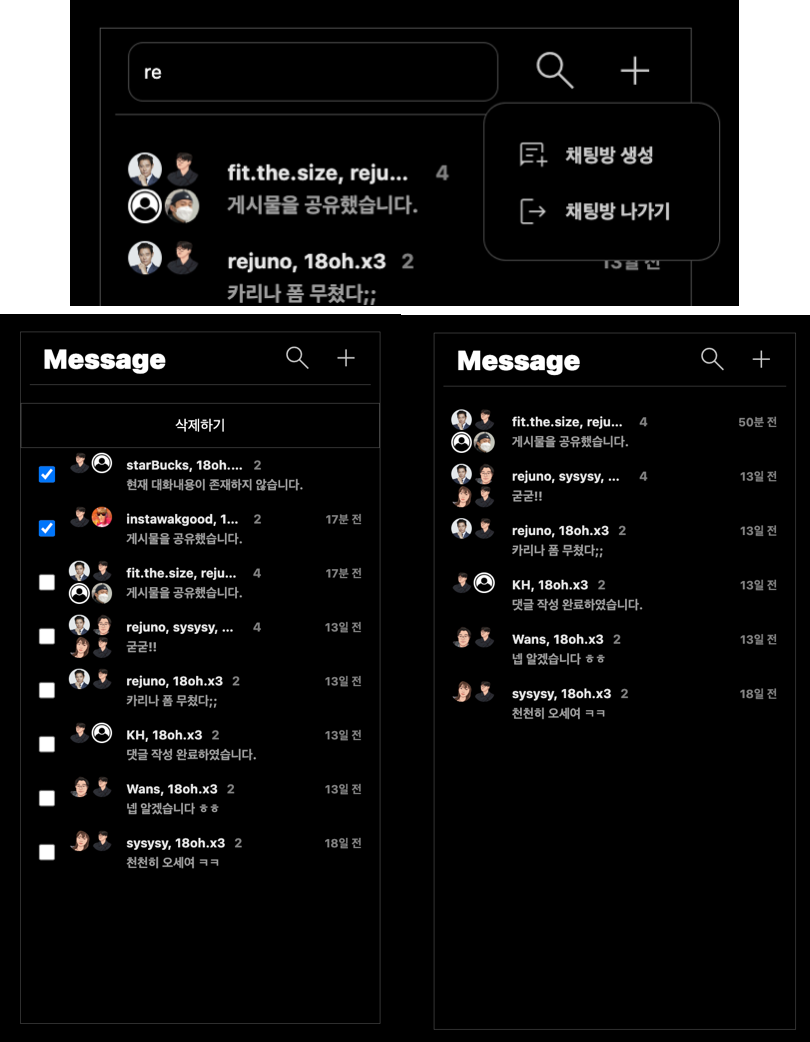 re
채팅방 생성
채팅방 나가기
fit.the.size, reju... 4
게시물을 공유했습니다.
rejuno, 18oh.x3 2 13일 전
카리나 폼 무쳤다;;
Message
삭제하기
starBucks, 18oh.... 2
현재 대화내용이 존재하지 않습니다.
instawakgood, 1... 2 17분 전
게시물을 공유했습니다.
fit.the.size, reju... 4 17분 전
게시물을 공유했습니다.
rejuno, sysysy, ... 4 13일 전
굳굳!!
rejuno, 18oh.x3 2 13일 전
카리나 폼 무쳤다;;
KH, 18oh.x3 2 13일 전
댓글 작성 완료하였습니다.
Wans, 18oh.x3 2 13일 전
넵 알겠습니다 ㅎㅎ
sysysy, 18oh.x3 2 18일 전
천천히 오세여 ㅋㅋ
Message
fit.the.size, reju... 4 50분 전
게시물을 공유했습니다.
rejuno, sysysy, ... 4 13일 전
굳굳!!
rejuno, 18oh.x3 2 13일 전
카리나 폼 무쳤다;;
KH, 18oh.x3 2 13일 전
댓글 작성 완료하였습니다.
Wans, 18oh.x3 2 13일 전
넵 알겠습니다 ㅎㅎ
sysysy, 18oh.x3 2 18일 전
천천히 오세여 ㅋㅋ